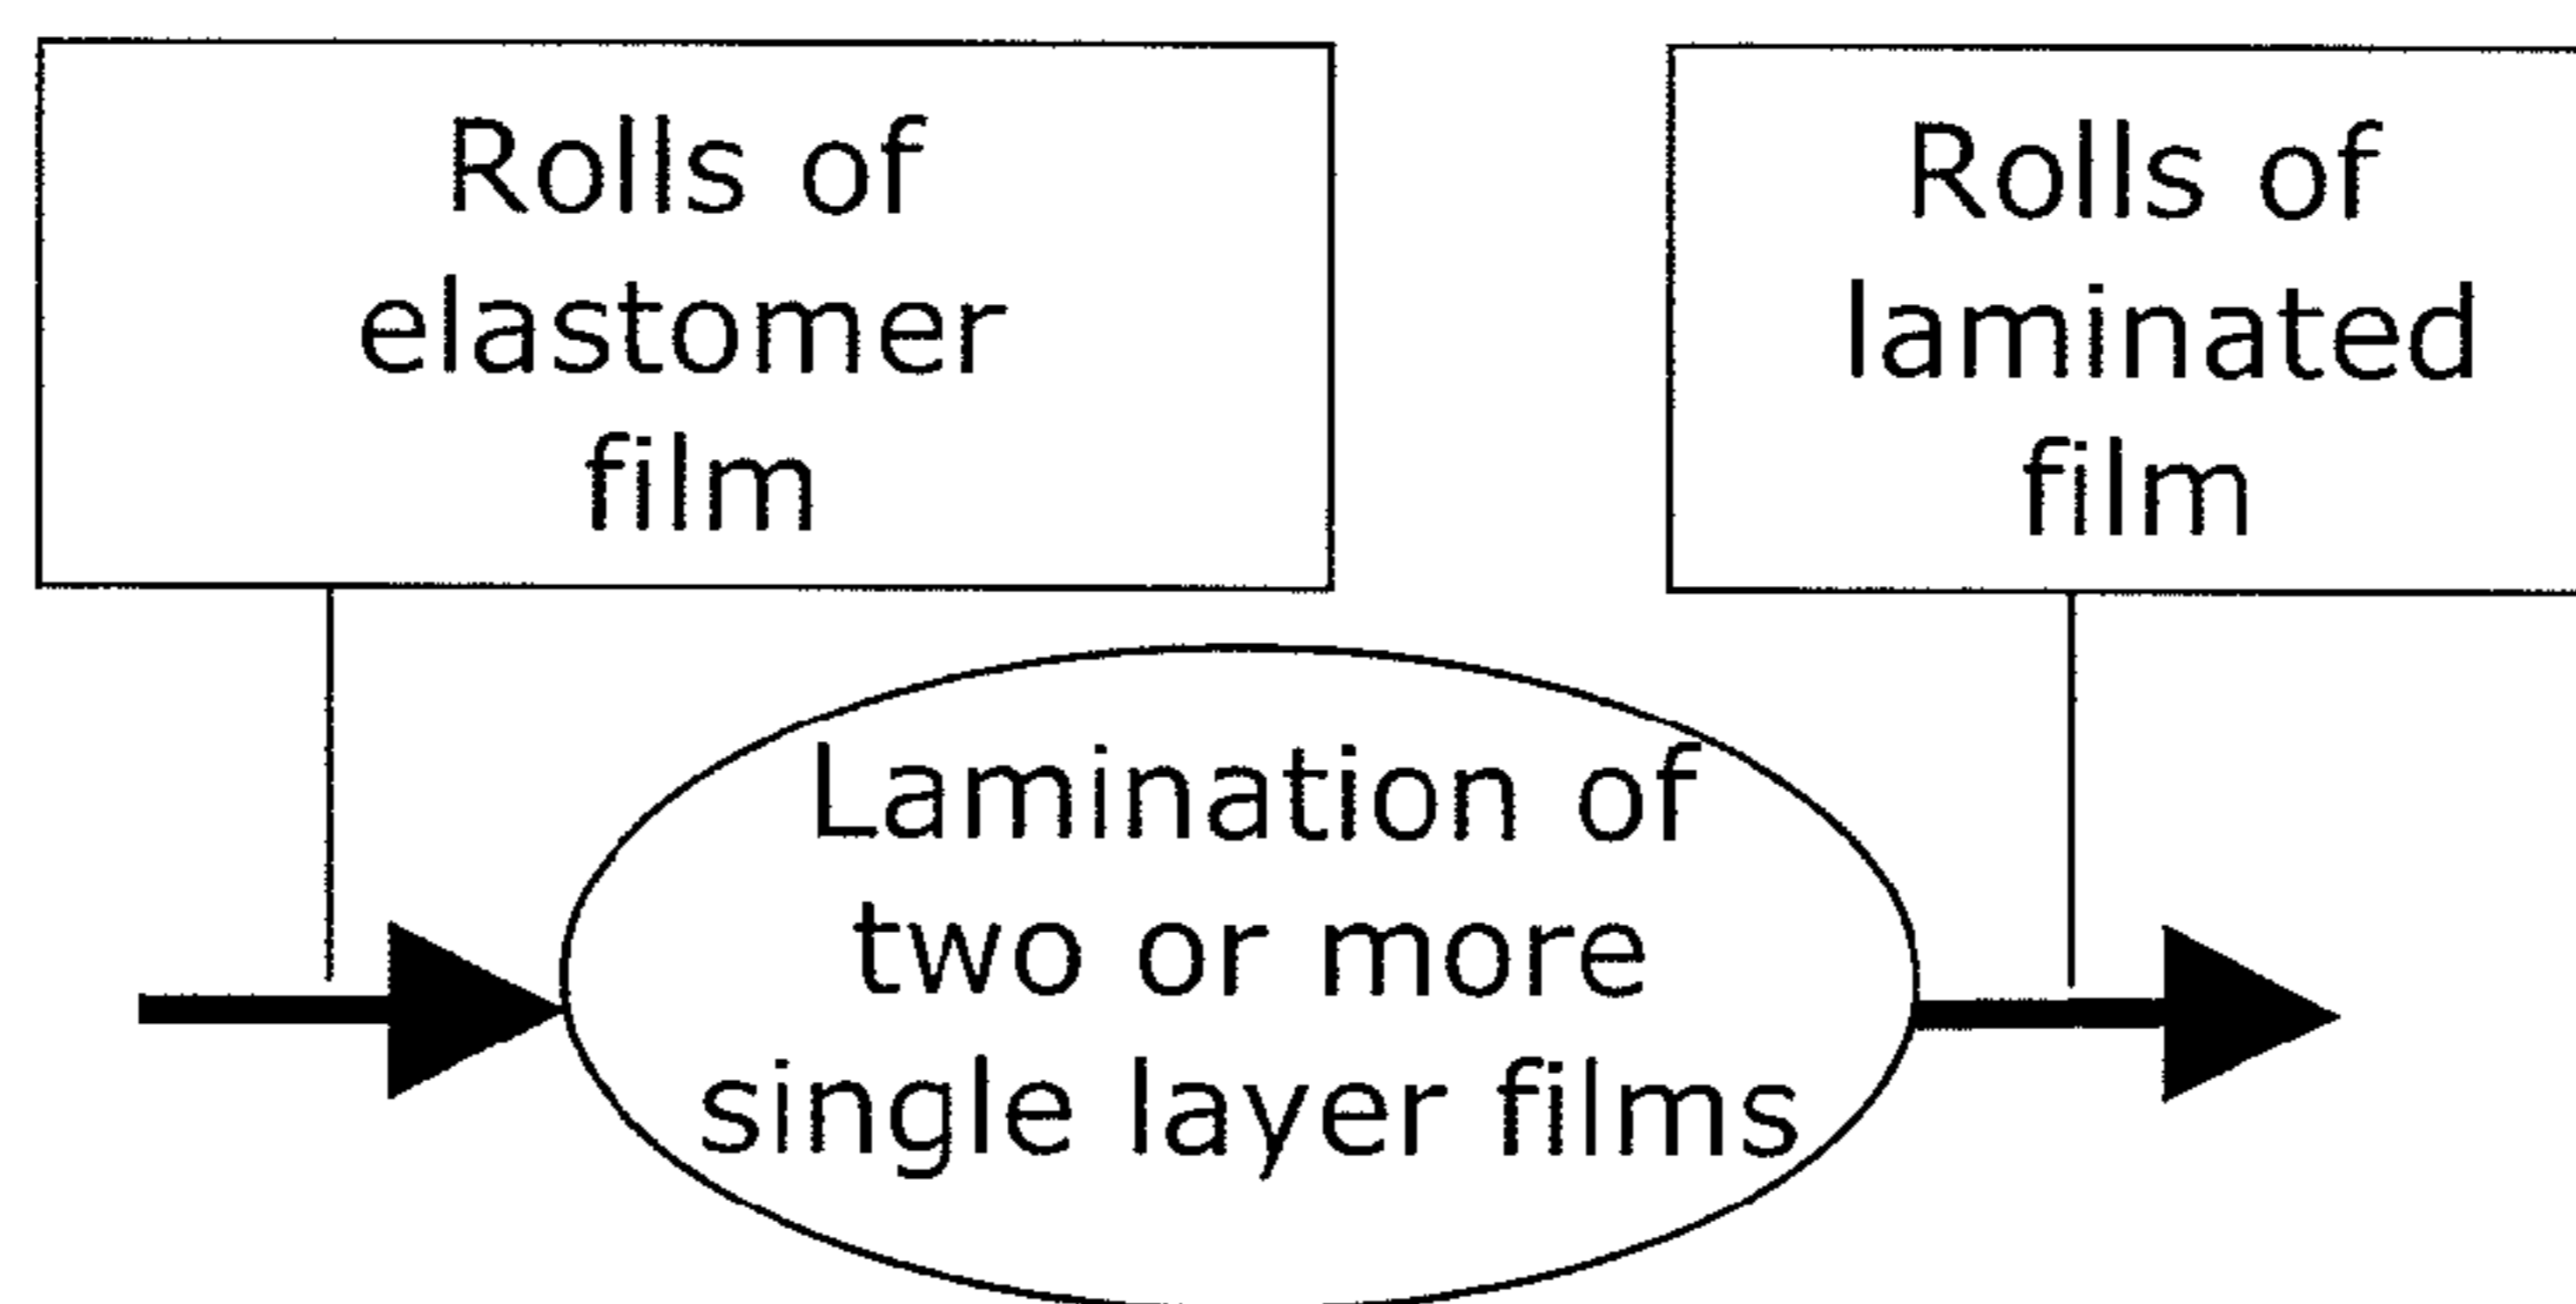 Rolls of
elastomer
film
Rolls of
laminated
film
Lamination of
two or more
single layer films